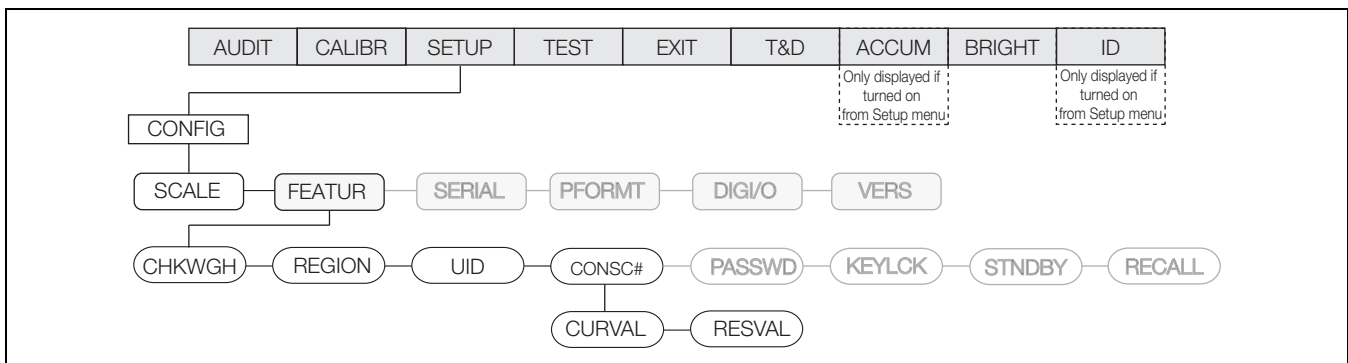 AUDIT CALIBR SETUP TEST EXIT T&D ACCUM BRIGHT ID
Only displayed if
turned on
from Setup menu
Only displayed if
turned on
from Setup menu
CONFIG
SCALE FEATUR SERIAL PFORMT DIGI/O VERS
CHKWGH REGION UID CONSC# PASSWD KEYLCK STNDBY RECALL
CURVAL RESVAL